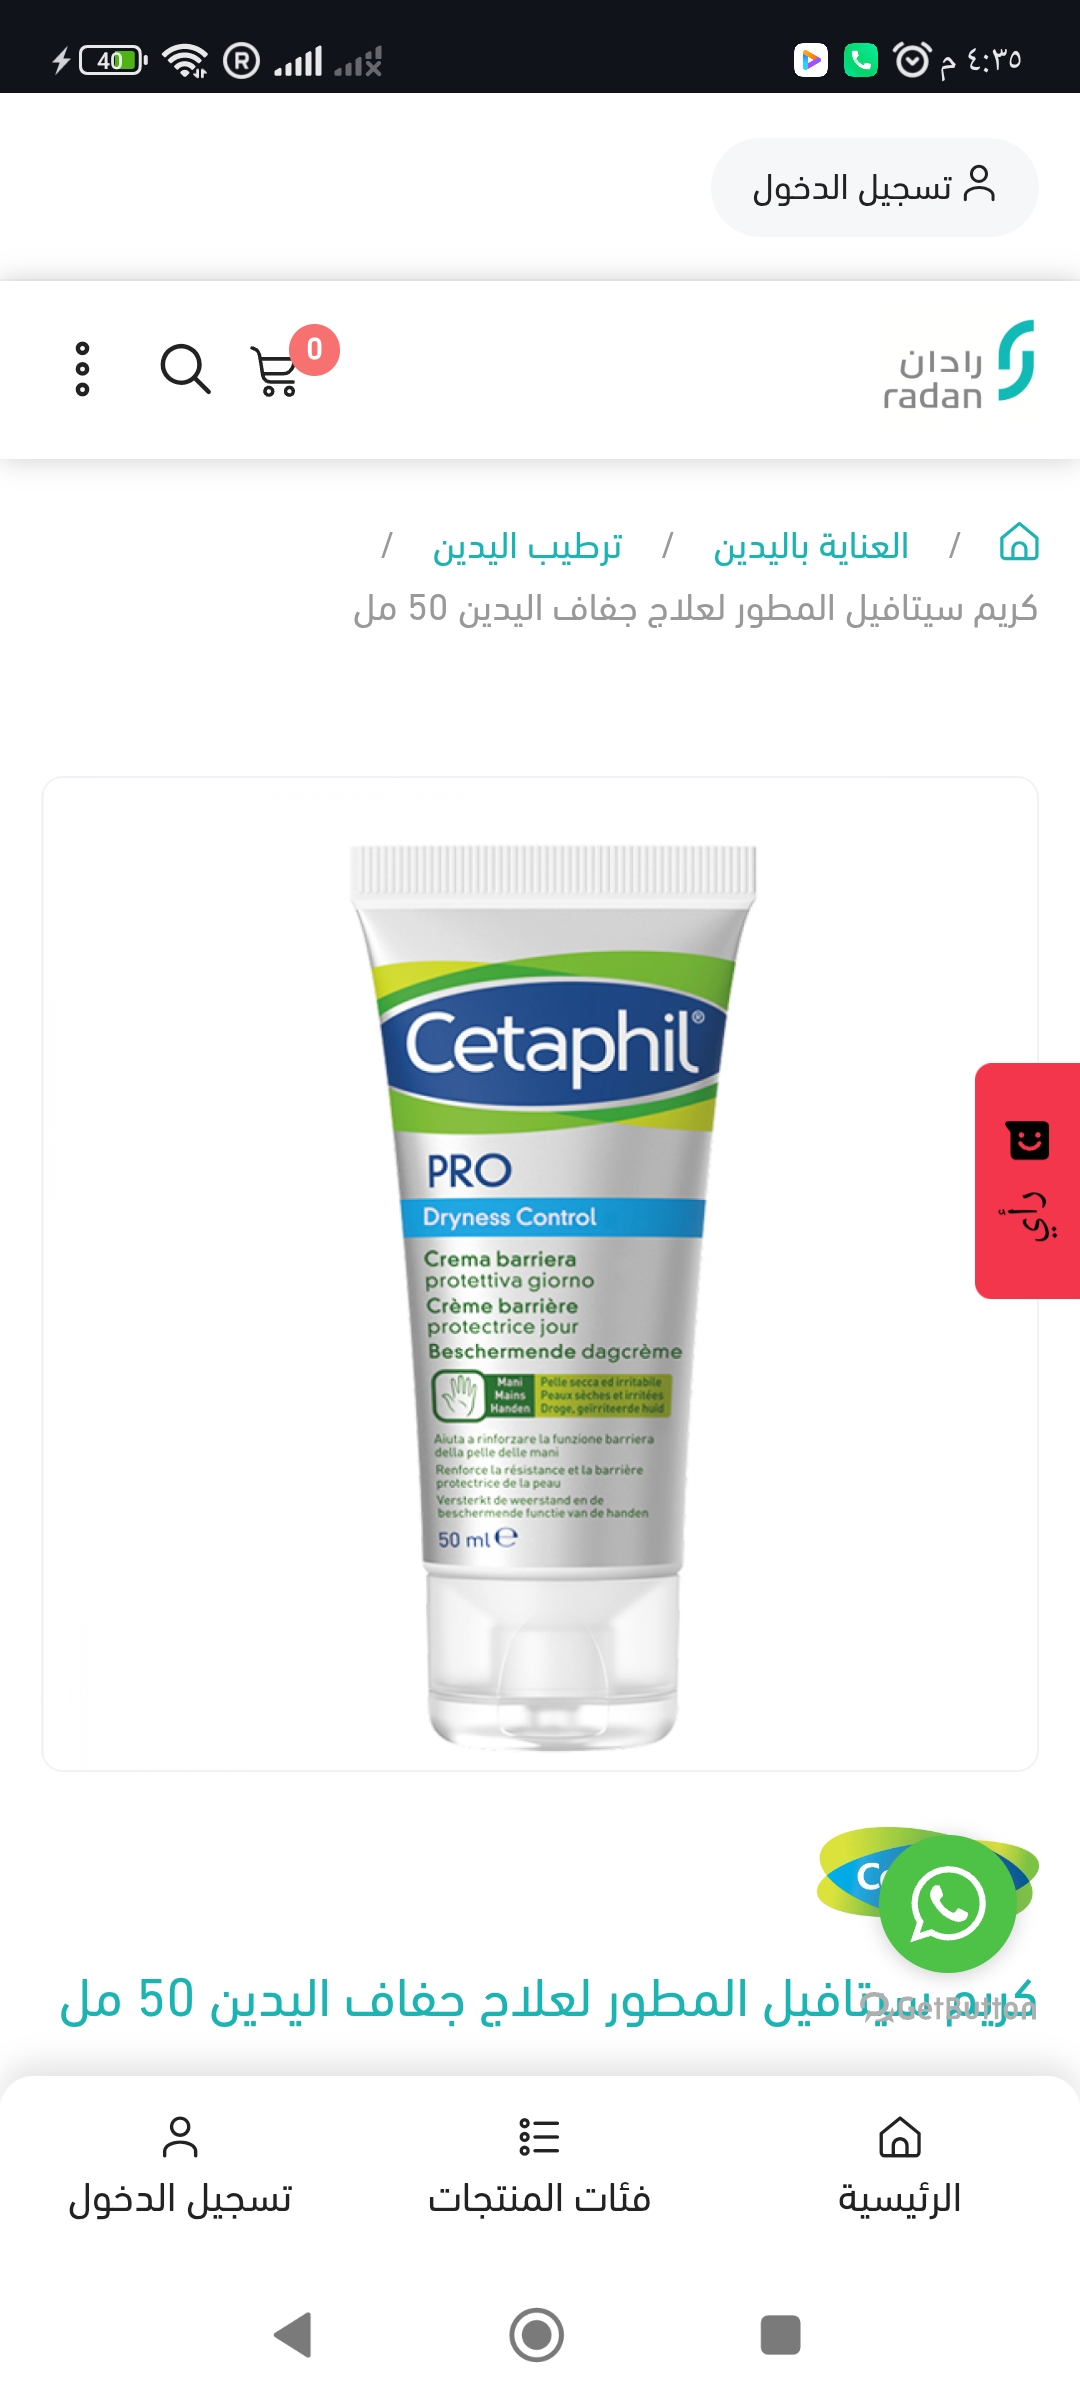 40
R
٤:٣٥ م
تسجيل الدخول
0
رادان
radan
/ العناية باليدين / ترطيب اليدين /
كريم سيتافيل المطور لعلاج جفاف اليدين 50 مل
Cetaphil®
PRO
Dryness Control
Crema barriera
protettiva giorno
Crème barrière
protectrice jour
Beschermende dagcrème
Mani Pelle secca ed irritabile
Mains Peaux sèches et irritées
Handen Droge, geïrriteerde huid
Aiuta a rinforzare la funzione barriera
della pelle delle mani
Renforce la résistance et la barrière
protectrice de la peau
Versterkt de weerstand en de
beschermende functie van de handen
50 ml e
رأي
كريم سيتافيل المطور لعلاج جفاف اليدين 50 مل
GetButton
الرئيسية
فئات المنتجات
تسجيل الدخول